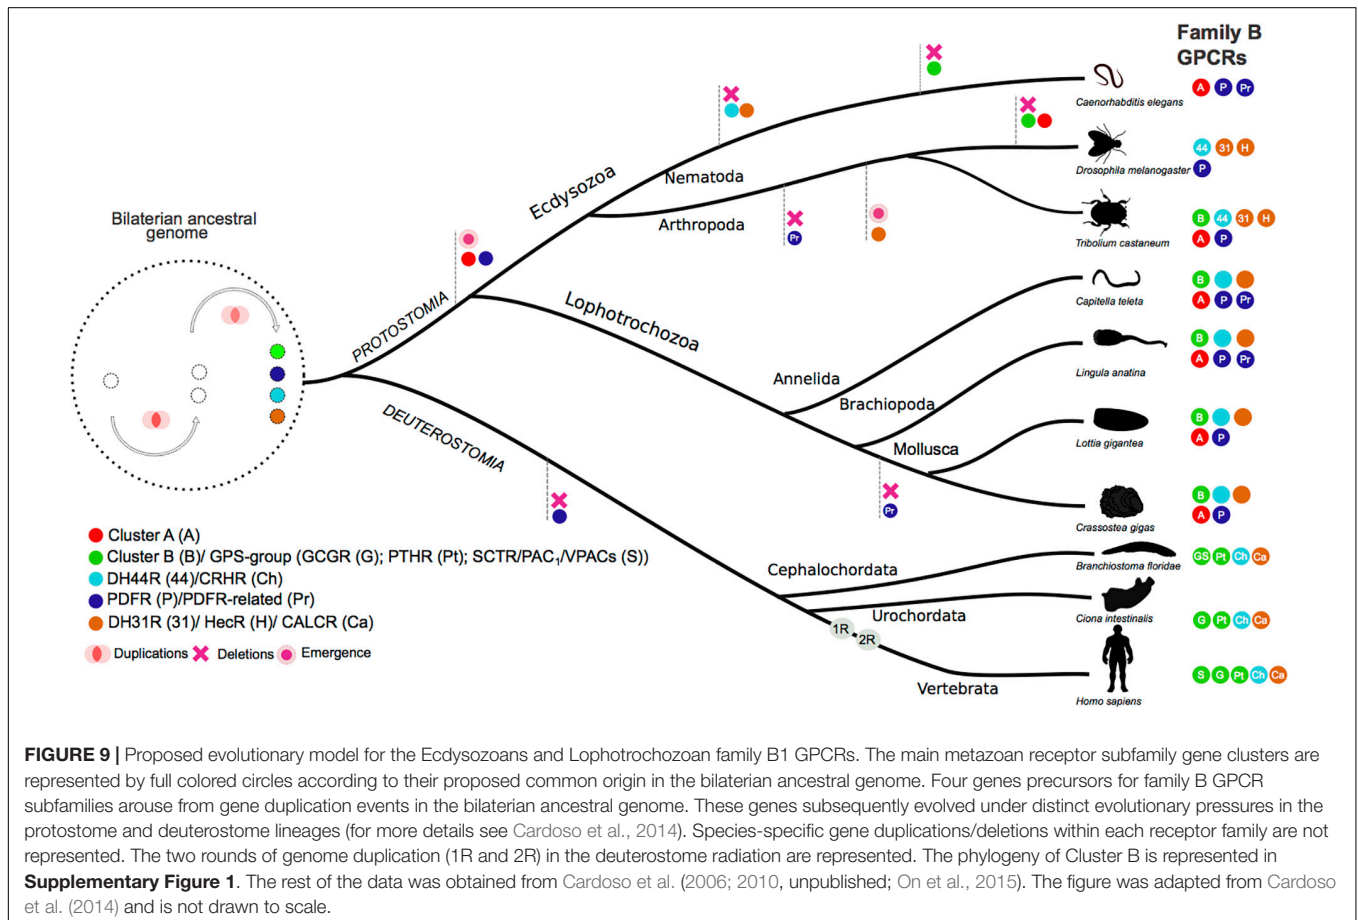 Family B
GPCRs
Caenorhabditis elegans
A P Pr
Drosophila melanogaster
44 31 H
P
Ecdysozoa
Nematoda
Arthropoda
Pr
Tribolium castaneum
B 44 31 H
A P
Bilaterian ancestral
genome
PROTOSTOMIA
Lophotrochozoa
Capitella teleta
B
A P Pr
Annelida
Lingula anatina
B
A P Pr
Brachiopoda
Lottia gigantea
B
A P
Mollusca
Pr
Crassostea gigas
B
A P
DEUTEROSTOMIA
Cephalochordata
Branchiostoma floridae
GS Pt Ch Ca
Urochordata
Ciona intestinalis
G Pt Ch Ca
1R
2R
Vertebrata
Homo sapiens
S G Pt Ch Ca
Cluster A (A)
Cluster B (B)/ GPS-group (GCGR (G); PTHR (Pt); SCTR/PAC₁/VPACs (S))
DH44R (44)/CRHR (Ch)
PDFR (P)/PDFR-related (Pr)
DH31R (31)/ HecR (H)/ CALCR (Ca)
Duplications Deletions Emergence
FIGURE 9 | Proposed evolutionary model for the Ecdysozoans and Lophotrochozoan family B1 GPCRs. The main metazoan receptor subfamily gene clusters are
represented by full colored circles according to their proposed common origin in the bilaterian ancestral genome. Four genes precursors for family B GPCR
subfamilies arouse from gene duplication events in the bilaterian ancestral genome. These genes subsequently evolved under distinct evolutionary pressures in the
protostome and deuterostome lineages (for more details see Cardoso et al., 2014). Species-specific gene duplications/deletions within each receptor family are not
represented. The two rounds of genome duplication (1R and 2R) in the deuterostome radiation are represented. The phylogeny of Cluster B is represented in
Supplementary Figure 1. The rest of the data was obtained from Cardoso et al. (2006; 2010, unpublished; On et al., 2015). The figure was adapted from Cardoso
et al. (2014) and is not drawn to scale.